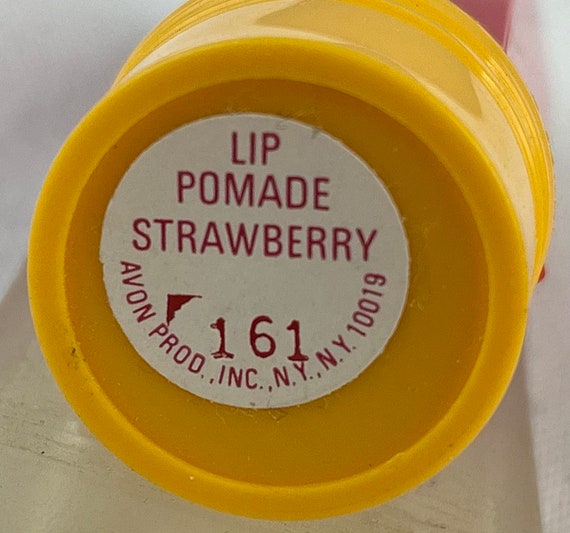 LIP
POMADE
STRAWBERRY
161
AVON PROD., INC., N.Y., N.Y. 10019